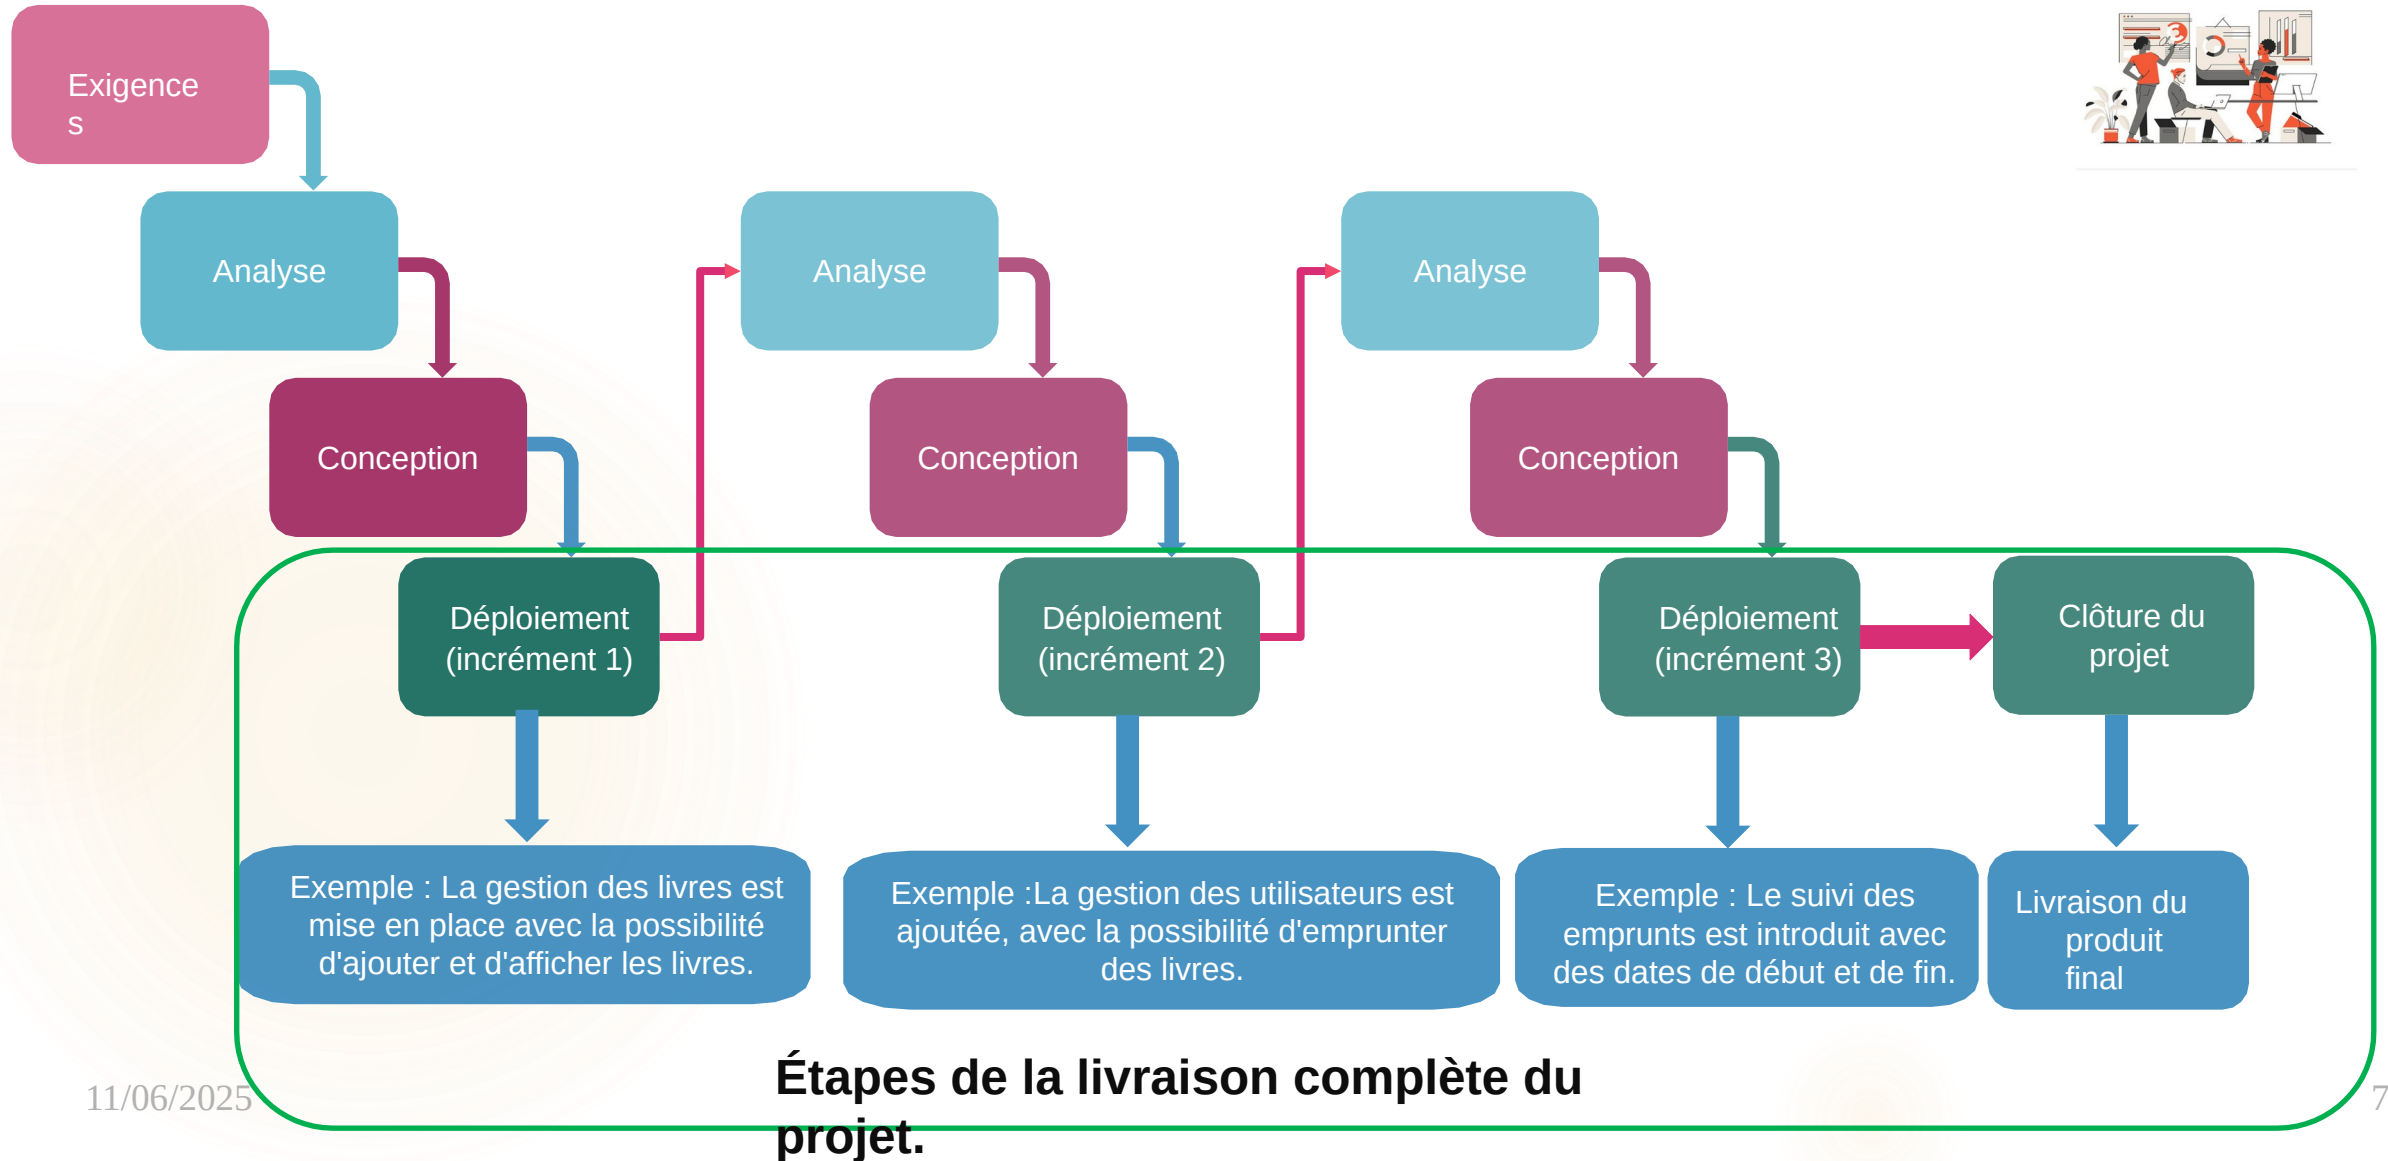 Exigence
s
Analyse
Analyse
Analyse
Conception
Conception
Conception
Déploiement
(incrément 1)
Déploiement
(incrément 2)
Déploiement
(incrément 3)
Clôture du
projet
Exemple : La gestion des livres est
mise en place avec la possibilité
d'ajouter et d'afficher les livres.
Exemple :La gestion des utilisateurs est
ajoutée, avec la possibilité d'emprunter
des livres.
Exemple : Le suivi des
emprunts est introduit avec
des dates de début et de fin.
Livraison du
produit
final
Étapes de la livraison complète du
projet.
11/06/2025
7